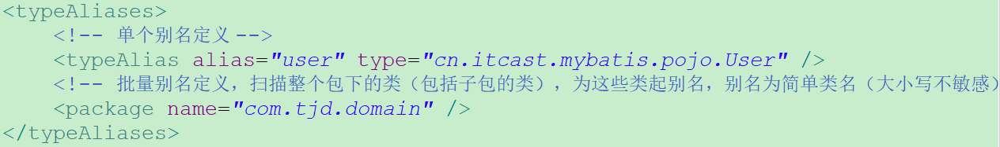 <typeAliases>
<!-- 单个别名定义 -->
<typeAlias alias="user" type="cn.itcast.mybatis.pojo.User" />
<!-- 批量别名定义，扫描整个包下的类（包括子包的类），为这些类起别名，别名为简单类名（大小写不敏感）
<package name="com.tjd.domain" />
</typeAliases>